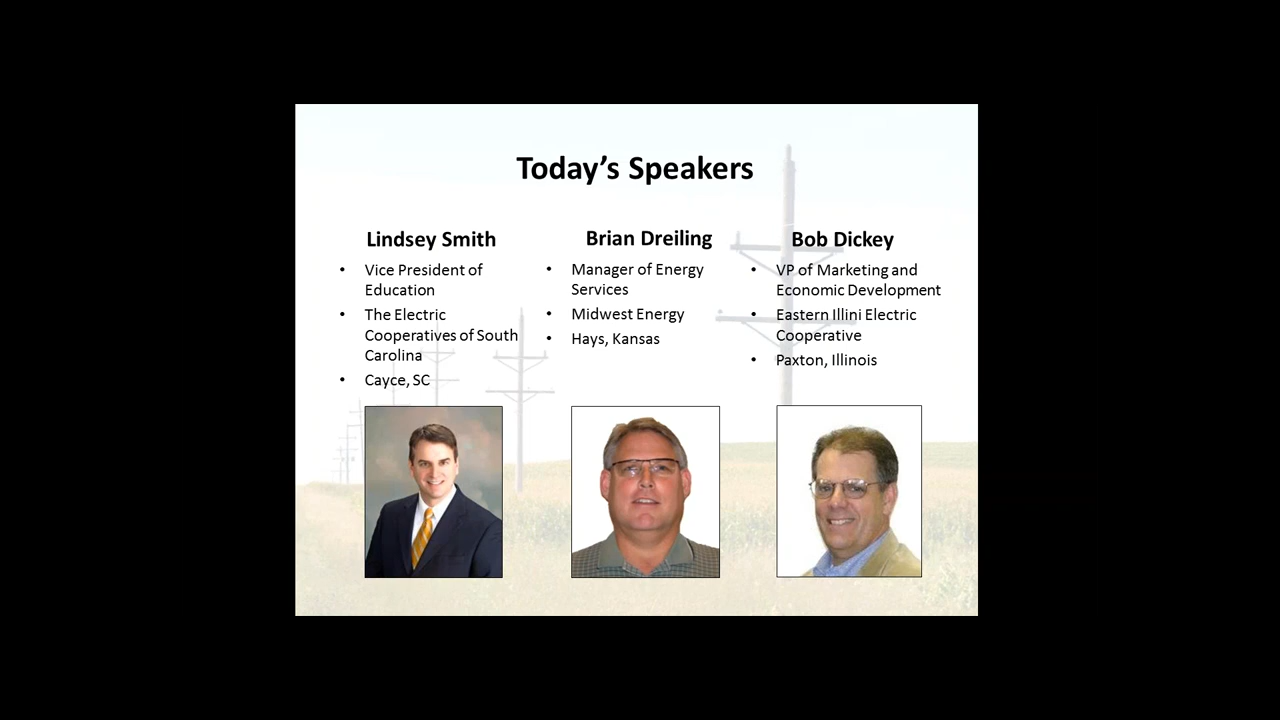 Today’s Speakers
Lindsey Smith
• Vice President of
Education
• The Electric
Cooperatives of South
Carolina
• Cayce, SC
Brian Dreiling
• Manager of Energy
Services
• Midwest Energy
• Hays, Kansas
Bob Dickey
• VP of Marketing and
Economic Development
• Eastern Illini Electric
Cooperative
• Paxton, Illinois